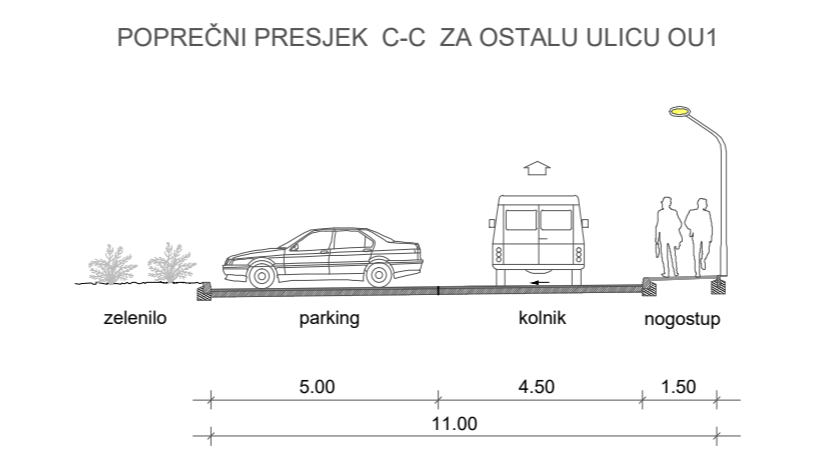 POPREČNI PRESJEK C-C ZA OSTALU ULICU OU1
zelenilo parking kolnik nogostup
5.00 4.50 1.50
11.00